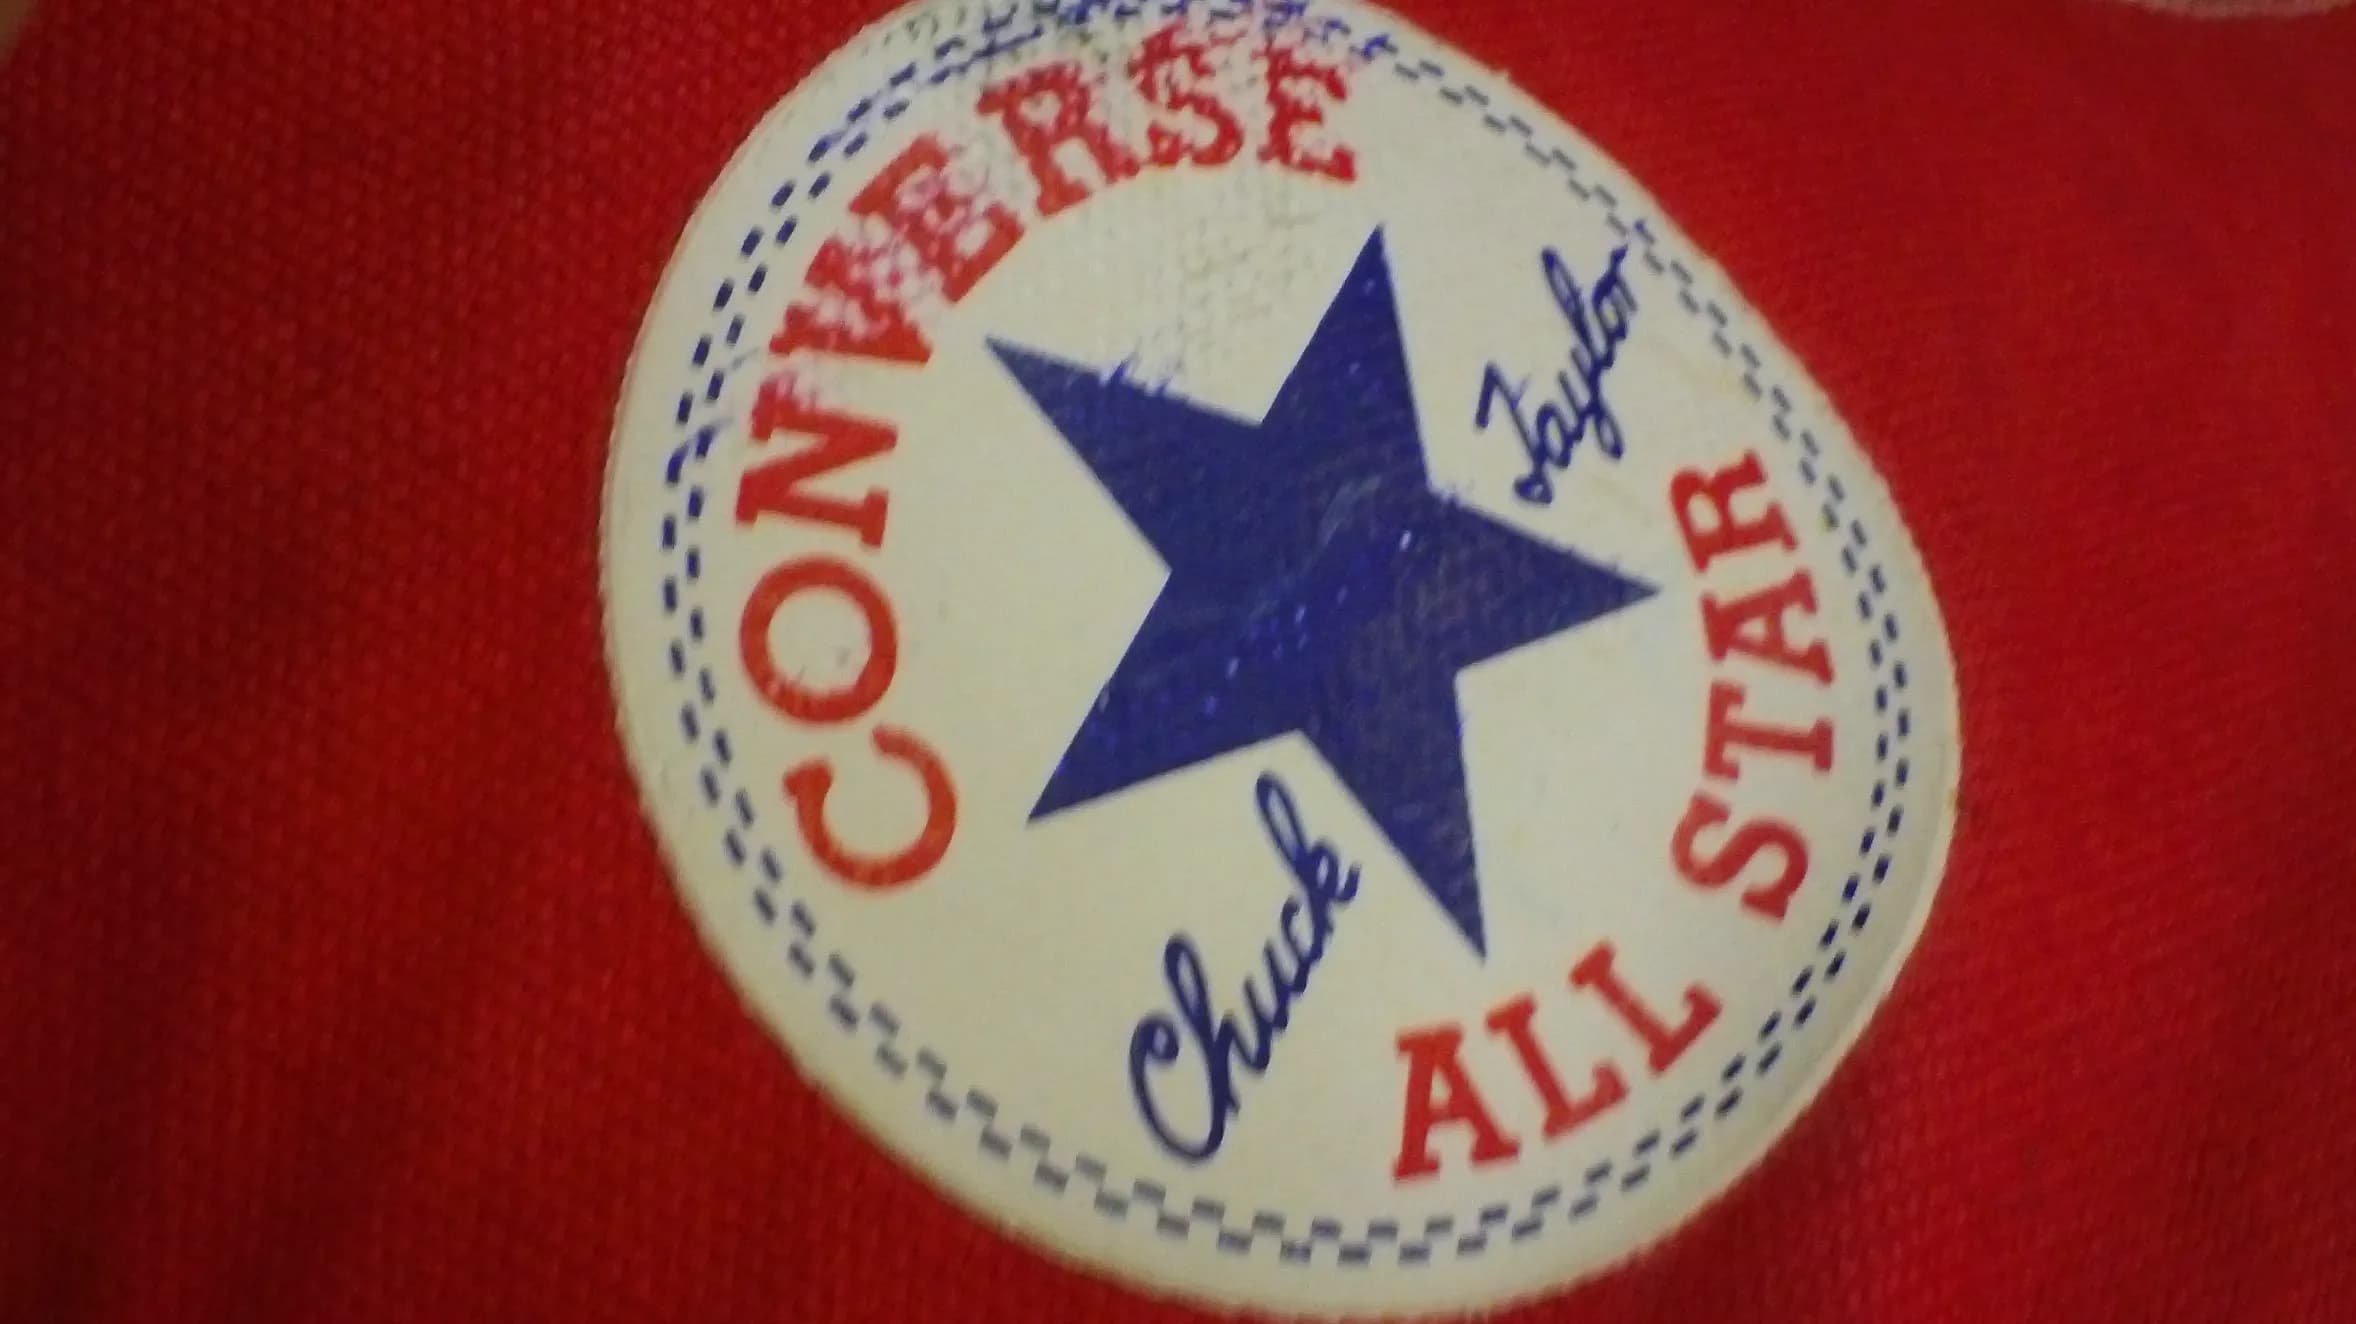 CONVERSE
Chuck Taylor
ALL STAR